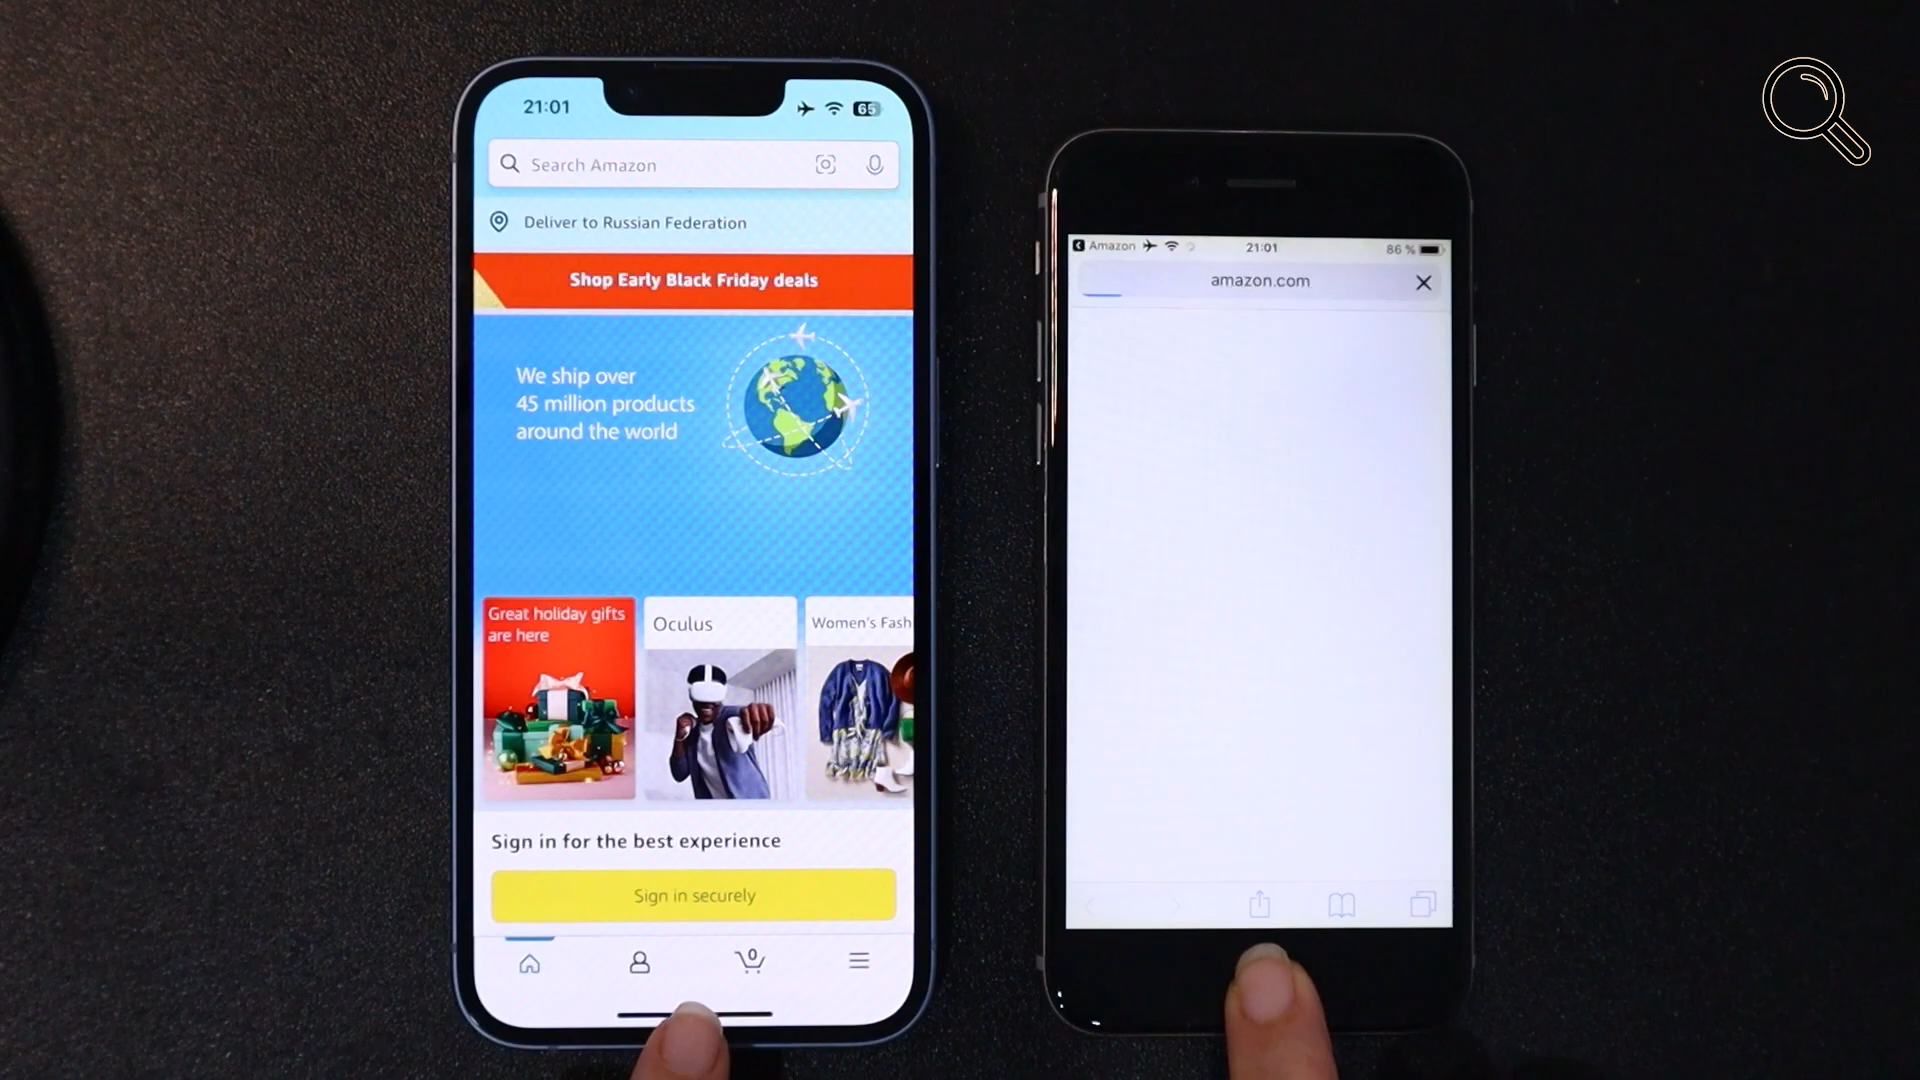 21:01
65
Search Amazon
Deliver to Russian Federation
Shop Early Black Friday deals
We ship over
45 million products
around the world
Great holiday gifts
are here
Oculus
Women's Fash
Sign in for the best experience
Sign in securely
0
Amazon
21:01
86 %
amazon.com